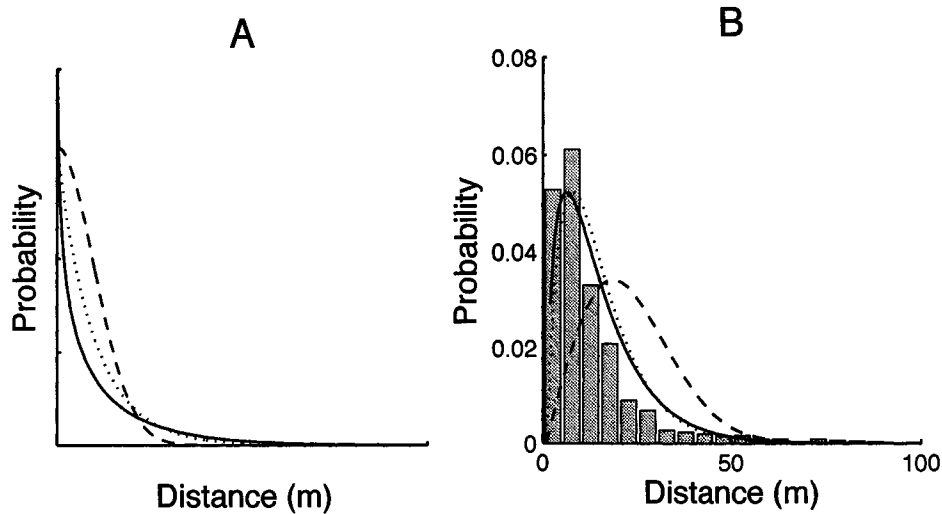 A
Probability
Distance (m)
B
Probability
0.08
0.06
0.04
0.02
0
0
50
100
Distance (m)